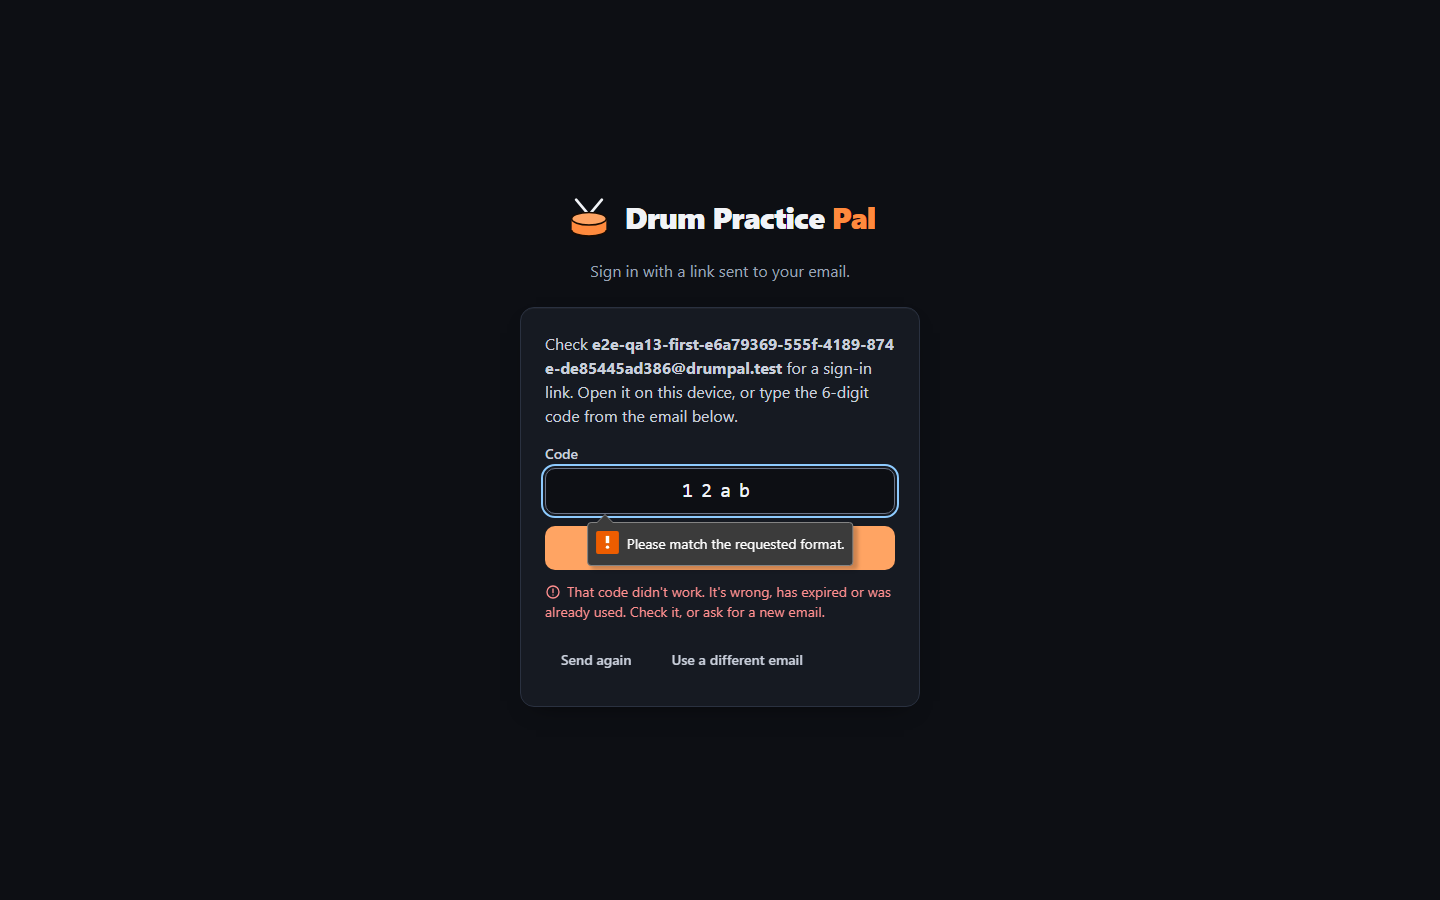 Drum Practice Pal
Sign in with a link sent to your email.
Check e2e-qa13-first-e6a79369-555f-4189-874
e-de85445ad386@drumpal.test for a sign-in
link. Open it on this device, or type the 6-digit
code from the email below.
Code
12ab
Please match the requested format.
That code didn't work. It's wrong, has expired or was
already used. Check it, or ask for a new email.
Send again Use a different email